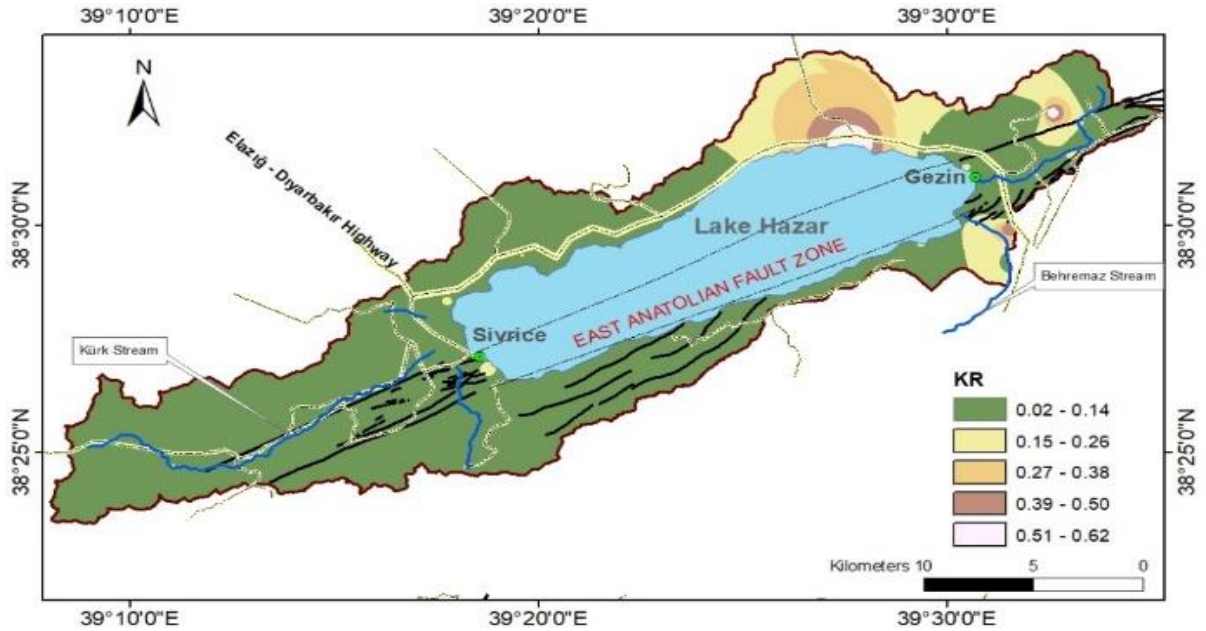 39°10'0"E 39°20'0"E 39°30'0"E
N
Elazığ - Dıyarbakır Highway
Gezin
38°30'0"N
Lake Hazar
38°30'0"N
EAST ANATOLIAN FAULT ZONE
Behremaz Stream
Sivrice
Kürk Stream
KR
0.02 - 0.14
0.15 - 0.26
38°25'0"N
38°25'0"N
0.27 - 0.38
0.39 - 0.50
0.51 - 0.62
Kilometers 10 5 0
39°10'0"E 39°20'0"E 39°30'0"E